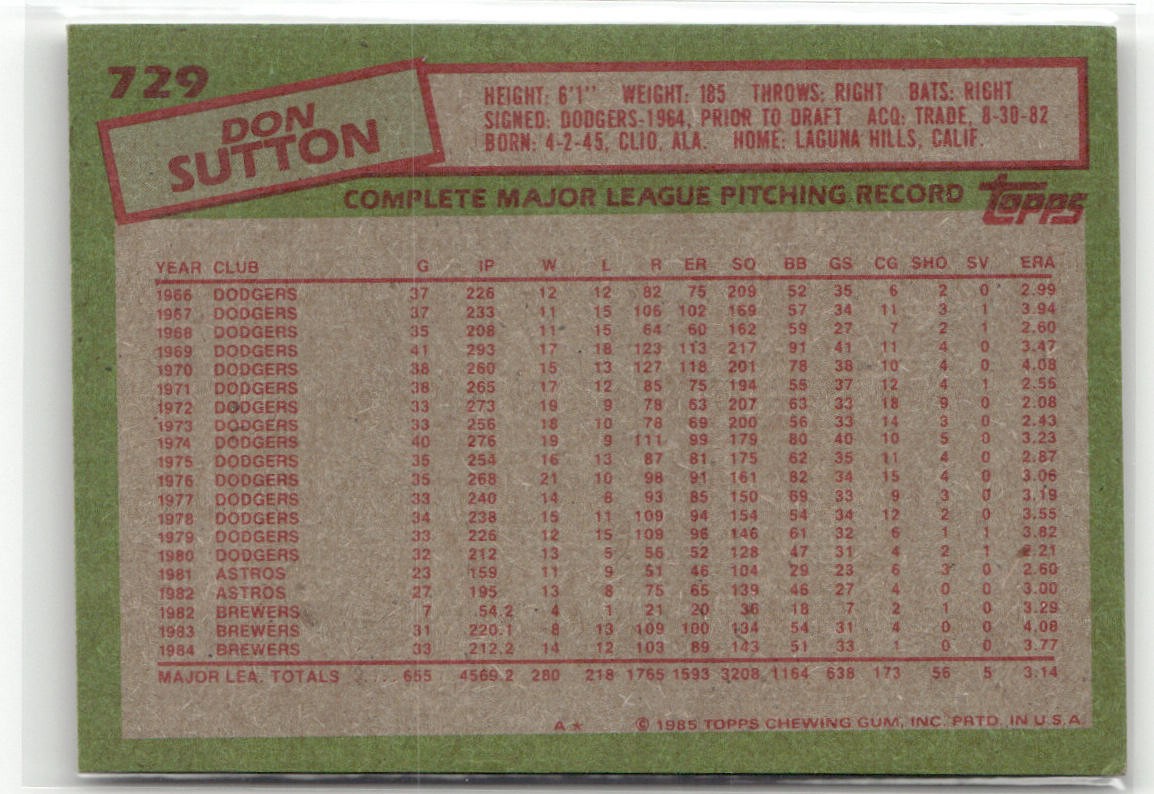 729
DON
SUTTON
HEIGHT: 6'1'' WEIGHT: 185 THROWS: RIGHT BATS: RIGHT
SIGNED: DODGERS-1964, PRIOR TO DRAFT ACQ: TRADE, 8-30-82
BORN: 4-2-45, CLIO, ALA. HOME: LAGUNA HILLS, CALIF.
COMPLETE MAJOR LEAGUE PITCHING RECORD
TOPPS
YEAR CLUB G IP W L R ER SO BB GS CG SHO SV ERA
1966 DODGERS 37 226 12 12 82 75 209 52 35 6 2 0 2.99
1967 DODGERS 37 233 11 15 106 102 169 57 34 11 3 1 3.94
1968 DODGERS 35 208 11 15 64 60 162 59 27 7 2 1 2.60
1969 DODGERS 41 293 17 18 123 113 217 91 41 11 4 0 3.47
1970 DODGERS 38 260 15 13 127 118 201 78 38 10 4 0 4.08
1971 DODGERS 38 265 17 12 85 75 194 55 37 12 4 1 2.55
1972 DODGERS 33 273 19 9 78 63 207 63 33 18 9 0 2.08
1973 DODGERS 33 256 18 10 78 69 200 56 33 14 3 0 2.43
1974 DODGERS 40 276 19 9 111 99 179 80 40 10 5 0 3.23
1975 DODGERS 35 254 16 13 87 81 175 62 35 11 4 0 2.87
1976 DODGERS 35 268 21 10 98 91 161 82 34 15 4 0 3.06
1977 DODGERS 33 240 14 8 93 85 150 69 33 9 3 0 3.19
1978 DODGERS 34 238 15 11 109 94 154 54 34 12 2 0 3.55
1979 DODGERS 33 226 12 15 109 96 146 61 32 6 1 1 3.82
1980 DODGERS 32 212 13 5 56 52 128 47 31 4 2 1 2.21
1981 ASTROS 23 159 11 9 51 46 104 29 23 6 3 0 2.60
1982 ASTROS 27 195 13 8 75 65 139 46 27 4 0 0 3.00
1982 BREWERS 7 54.2 4 1 21 20 36 18 7 2 1 0 3.29
1983 BREWERS 31 220.1 8 13 109 100 134 54 31 4 0 0 4.08
1984 BREWERS 33 212.2 14 12 103 89 143 51 33 1 0 0 3.77
MAJOR LEA. TOTALS .... 655 4569.2 280 218 1765 1593 3208 1164 638 173 56 5 3.14
A* © 1985 TOPPS CHEWING GUM, INC. PRTD. IN U.S.A.